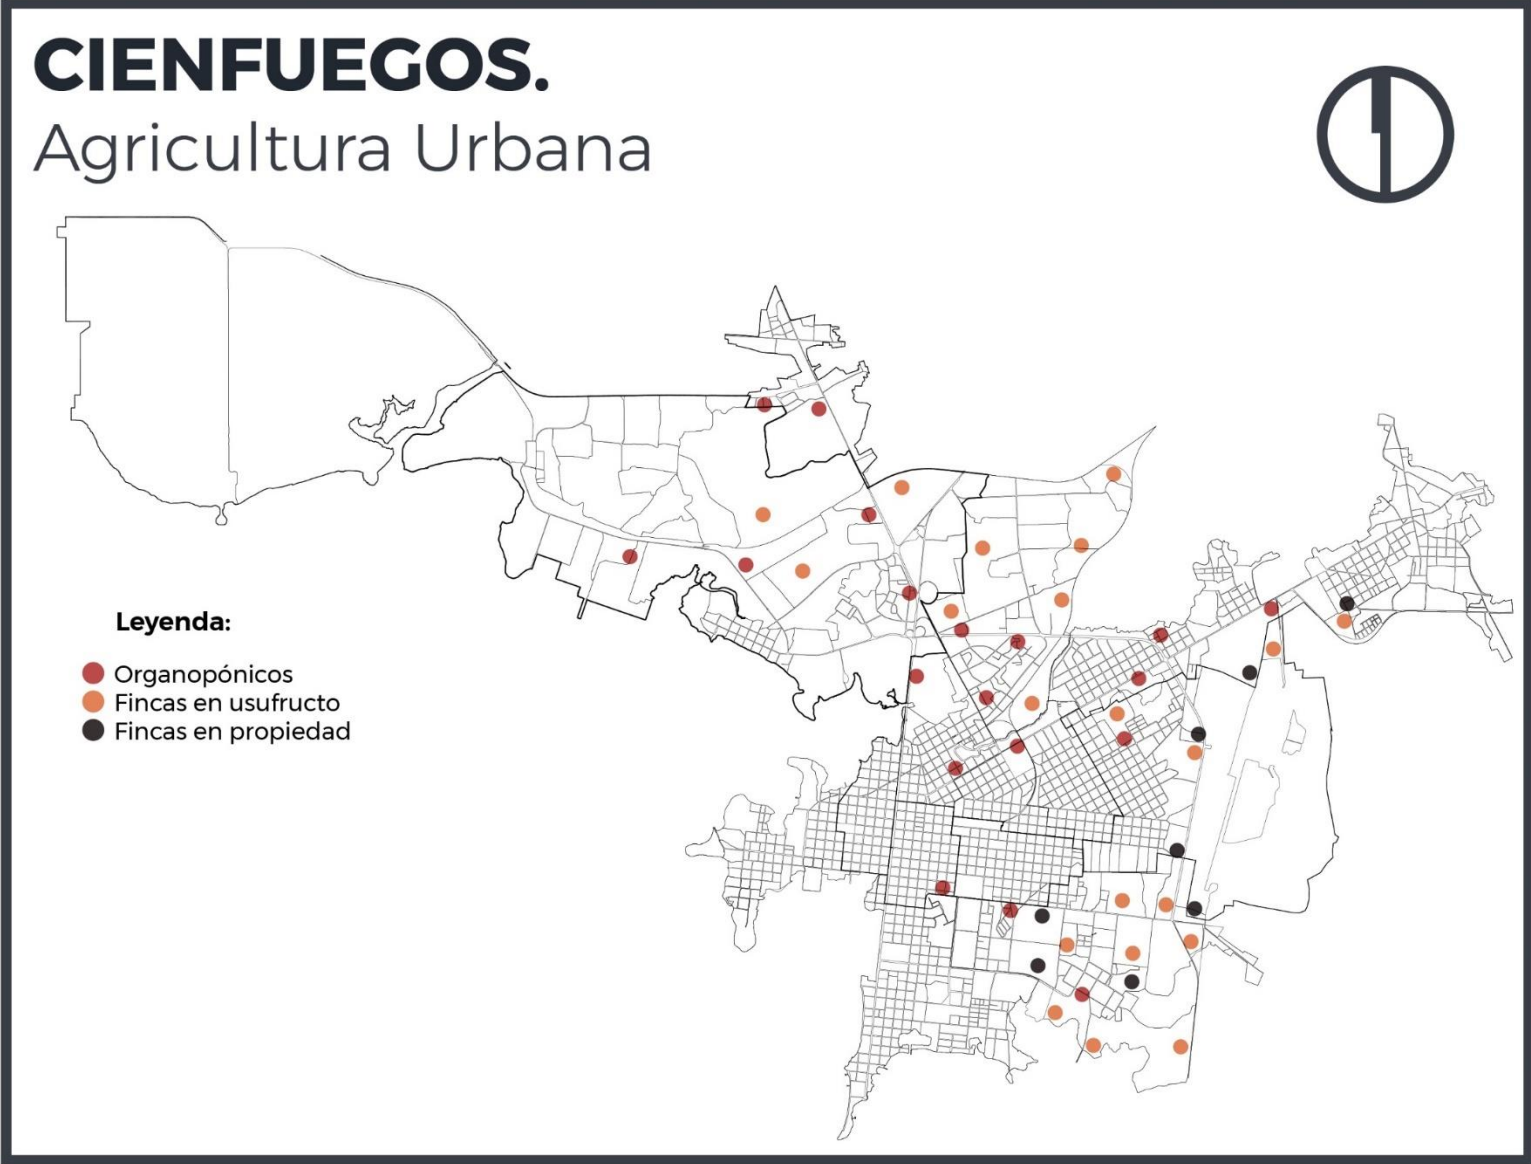 CIENFUEGOS.
Agricultura Urbana
Leyenda:
Organopónicos
Fincas en usufructo
Fincas en propiedad